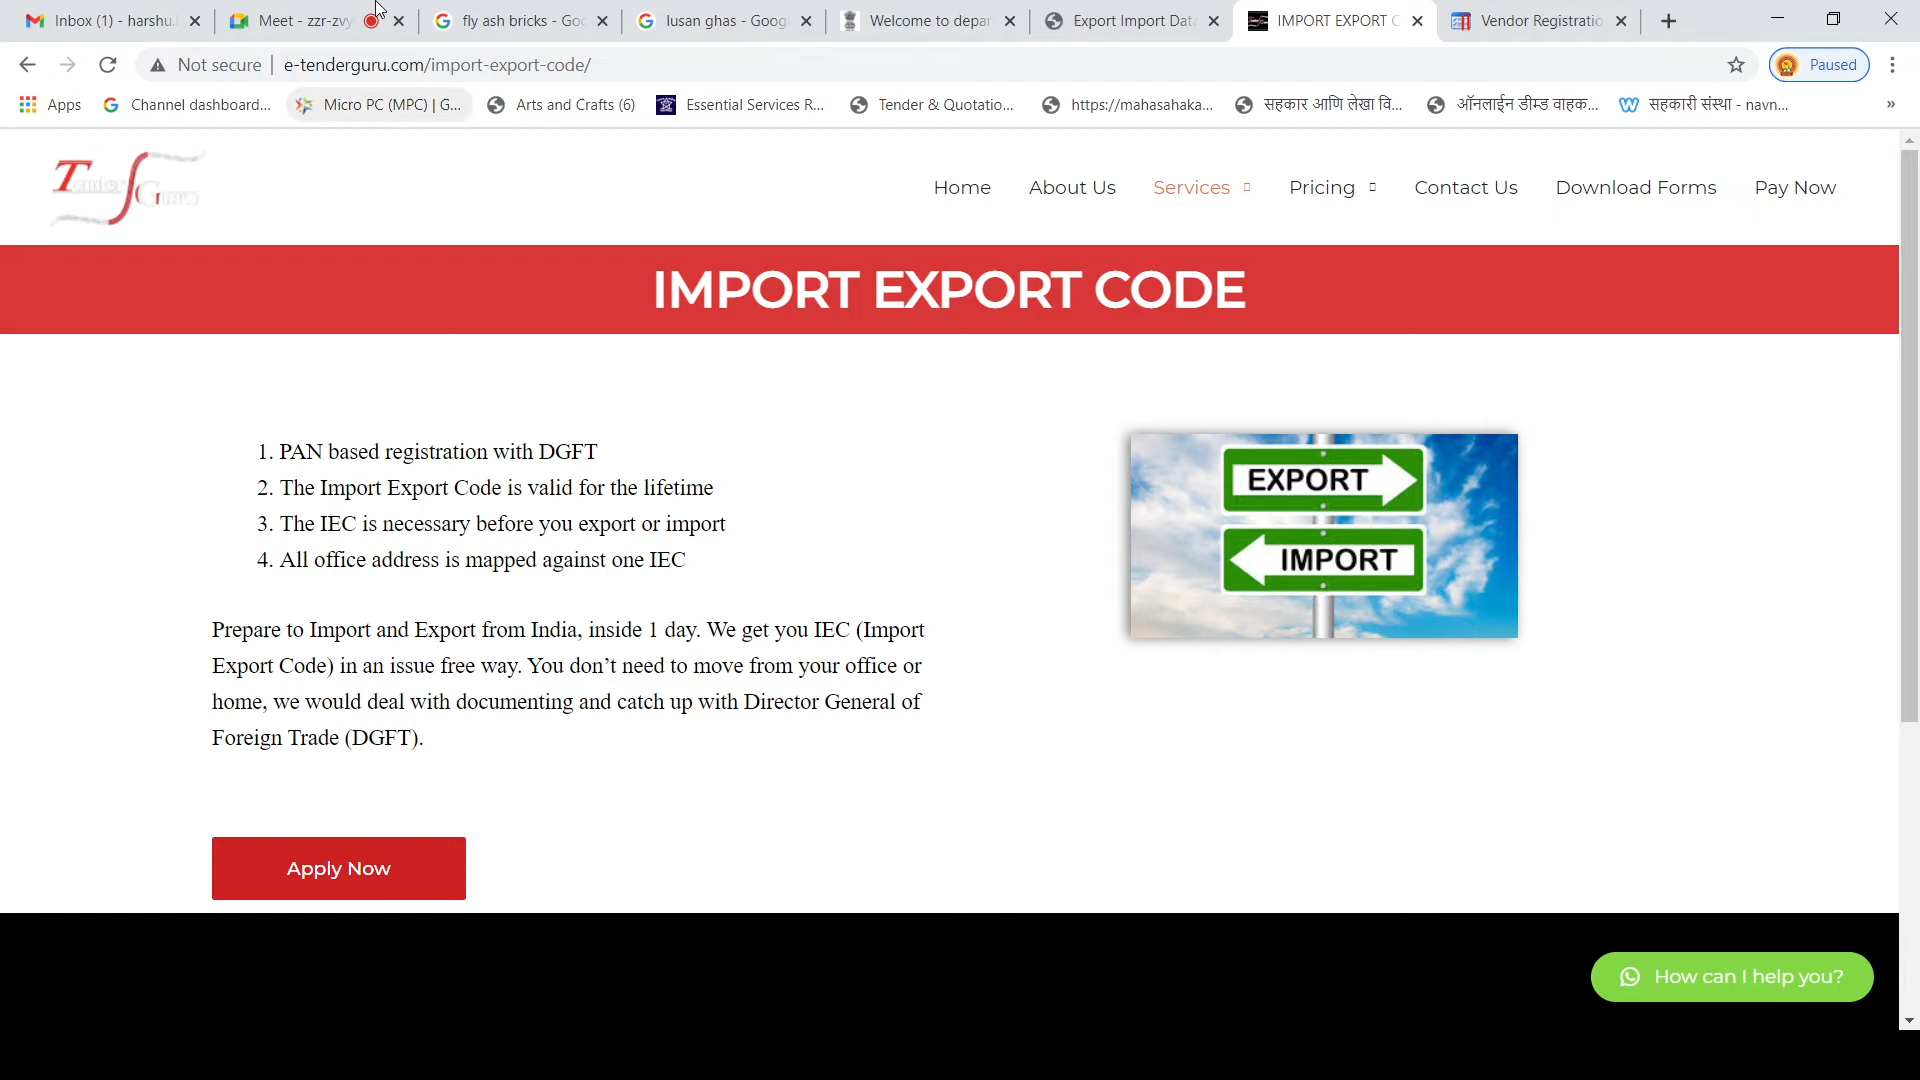 Inbox (1) - harshu.
Meet - zzr-zvy
fly ash bricks - Goo
lusan ghas - Googl
Welcome to depar
Export Import Data
IMPORT EXPORT C
Vendor Registratio
Not secure
e-tenderguru.com/import-export-code/
Paused
Apps
Channel dashboard...
Micro PC (MPC) | G...
Arts and Crafts (6)
Essential Services R...
Tender & Quotatio...
https://mahasahaka...
सहकार आणि लेखा वि...
ऑनलाईन डीम्ड वाहक...
सहकारी संस्था - navn...
»
Tender Guru
Home
About Us
Services
Pricing
Contact Us
Download Forms
Pay Now
IMPORT EXPORT CODE
1. PAN based registration with DGFT
2. The Import Export Code is valid for the lifetime
3. The IEC is necessary before you export or import
4. All office address is mapped against one IEC
EXPORT
IMPORT
Prepare to Import and Export from India, inside 1 day. We get you IEC (Import
Export Code) in an issue free way. You don’t need to move from your office or
home, we would deal with documenting and catch up with Director General of
Foreign Trade (DGFT).
Apply Now
How can I help you?